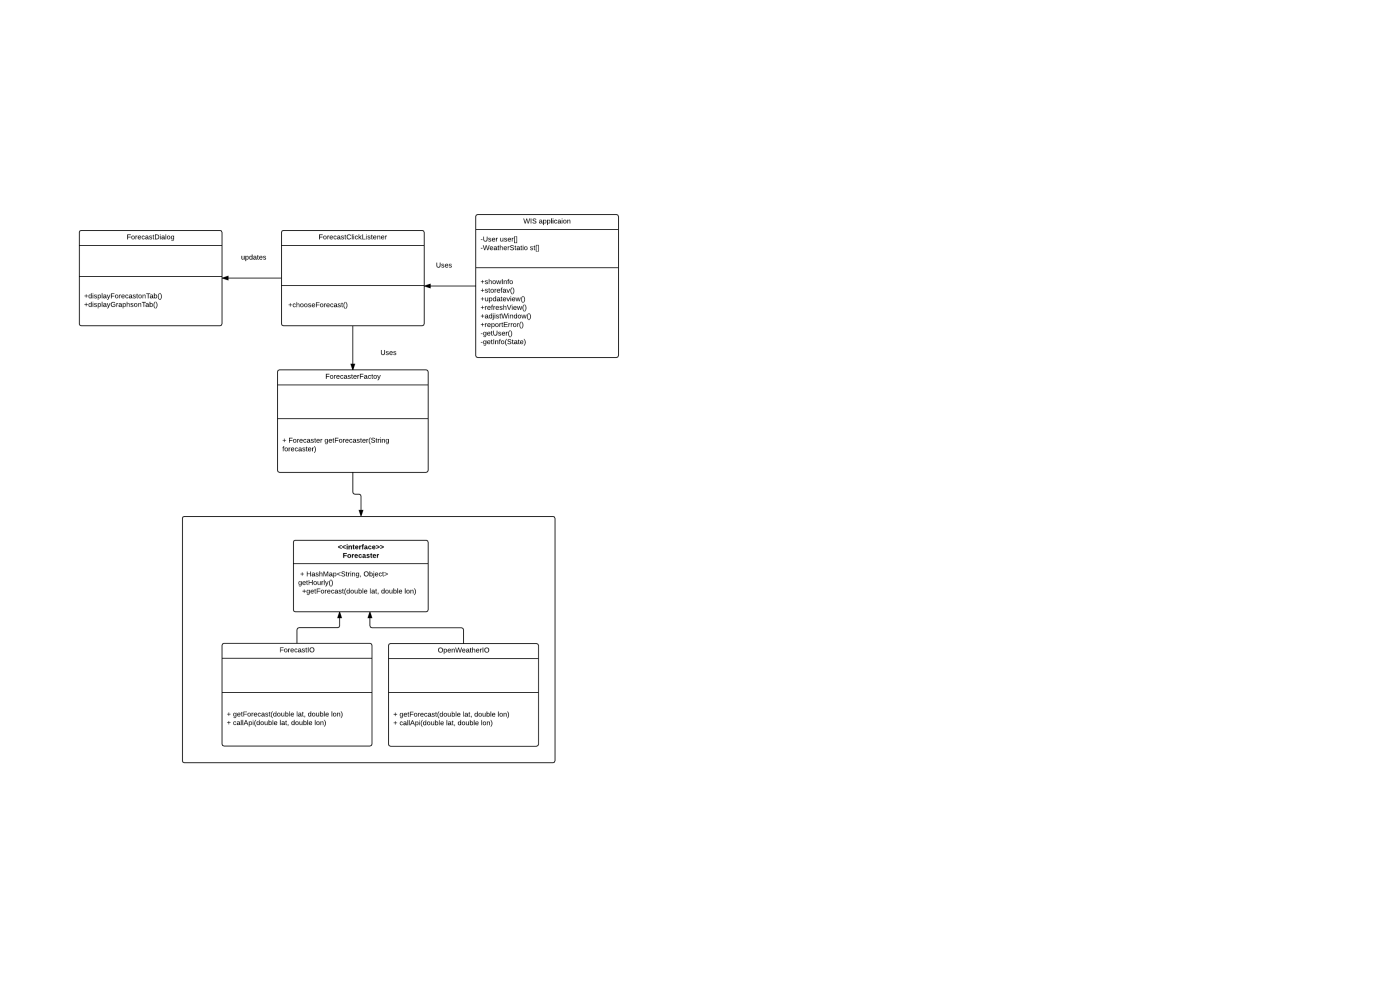 ForecastDialog
+displayForecastonTab()
+displayGraphsonTab()
updates
ForecastClickListener
+chooseForecast()
Uses
WIS applicaion
-User user[]
-WeatherStatio st[]
+showInfo
+storefav()
+updateview()
+refreshView()
+adjistWindow()
+reportError()
-getUser()
-getInfo(State)
Uses
ForecasterFactoy
+ Forecaster getForecaster(String
forecaster)
<<interface>>
Forecaster
+ HashMap<String, Object>
getHourly()
+getForecast(double lat, double lon)
ForecastIO
+ getForecast(double lat, double lon)
+ callApi(double lat, double lon)
OpenWeatherIO
+ getForecast(double lat, double lon)
+ callApi(double lat, double lon)